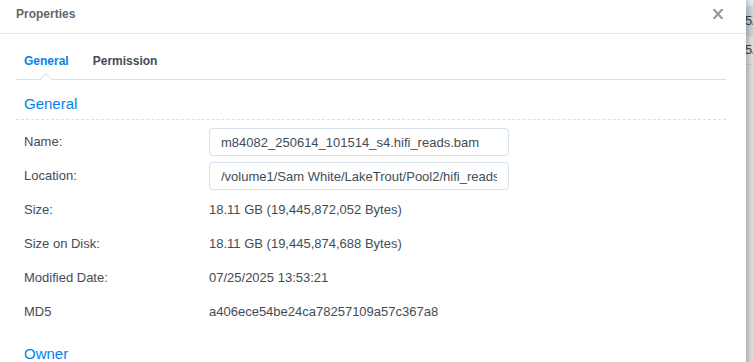 Properties
General Permission
General
Name: m84082_250614_101514_s4.hifi_reads.bam
Location: /volume1/Sam White/LakeTrout/Pool2/hifi_reads
Size: 18.11 GB (19,445,872,052 Bytes)
Size on Disk: 18.11 GB (19,445,874,688 Bytes)
Modified Date: 07/25/2025 13:53:21
MD5 a406ece54be24ca78257109a57c367a8
Owner